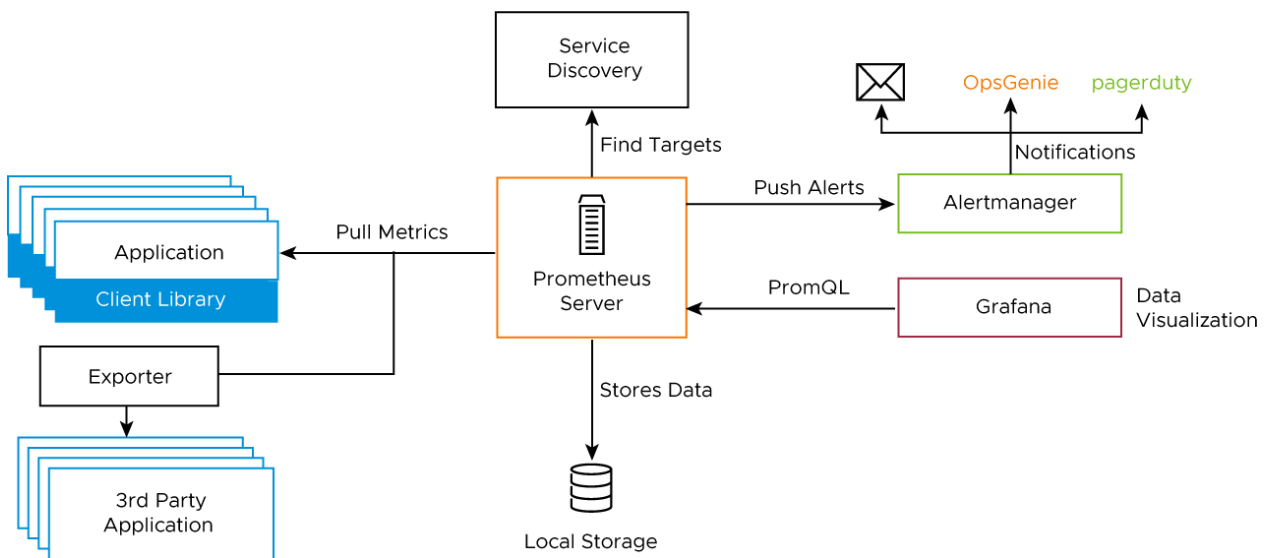 Service
Discovery
OpsGenie
pagerduty
Find Targets
Notifications
Push Alerts
Alertmanager
Pull Metrics
Application
Client Library
Prometheus
Server
PromQL
Grafana
Data
Visualization
Exporter
Stores Data
3rd Party
Application
Local Storage